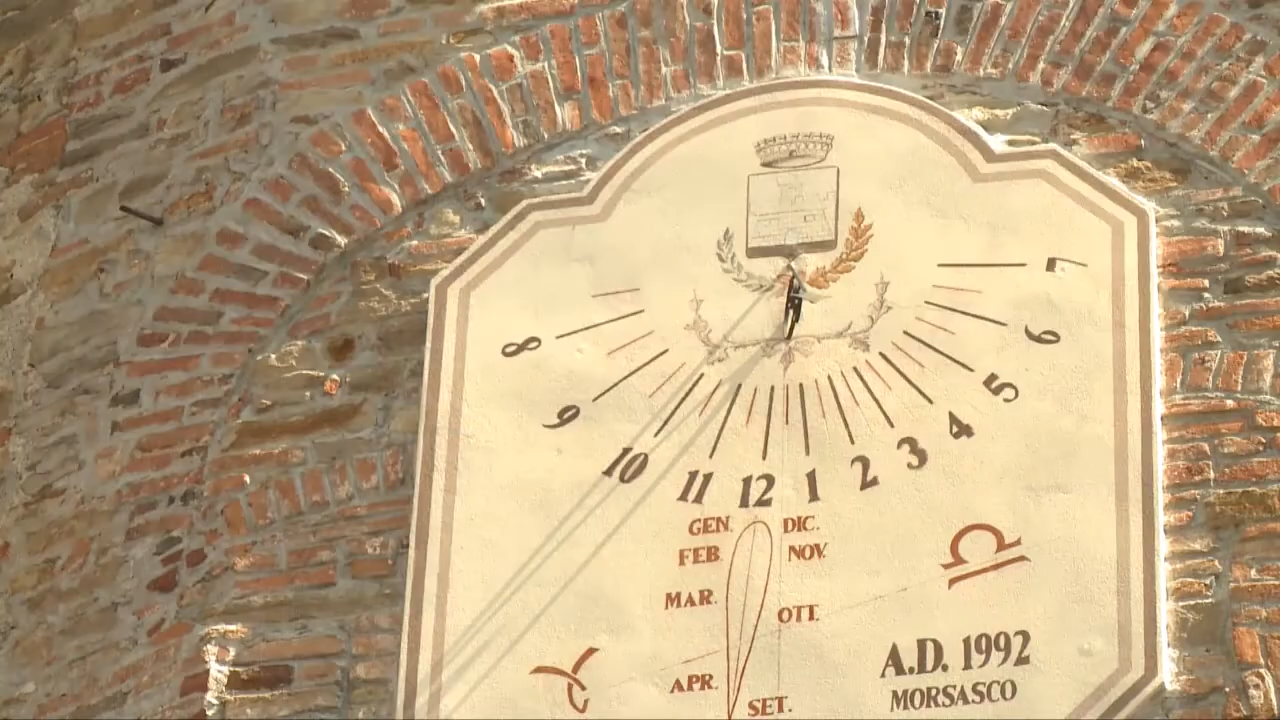 8 9 10 11 12 1 2 3 4 5 6 7
GEN. DIC.
FEB. NOV.
MAR. OTT.
APR. SET.
A.D. 1992
MORSASCO